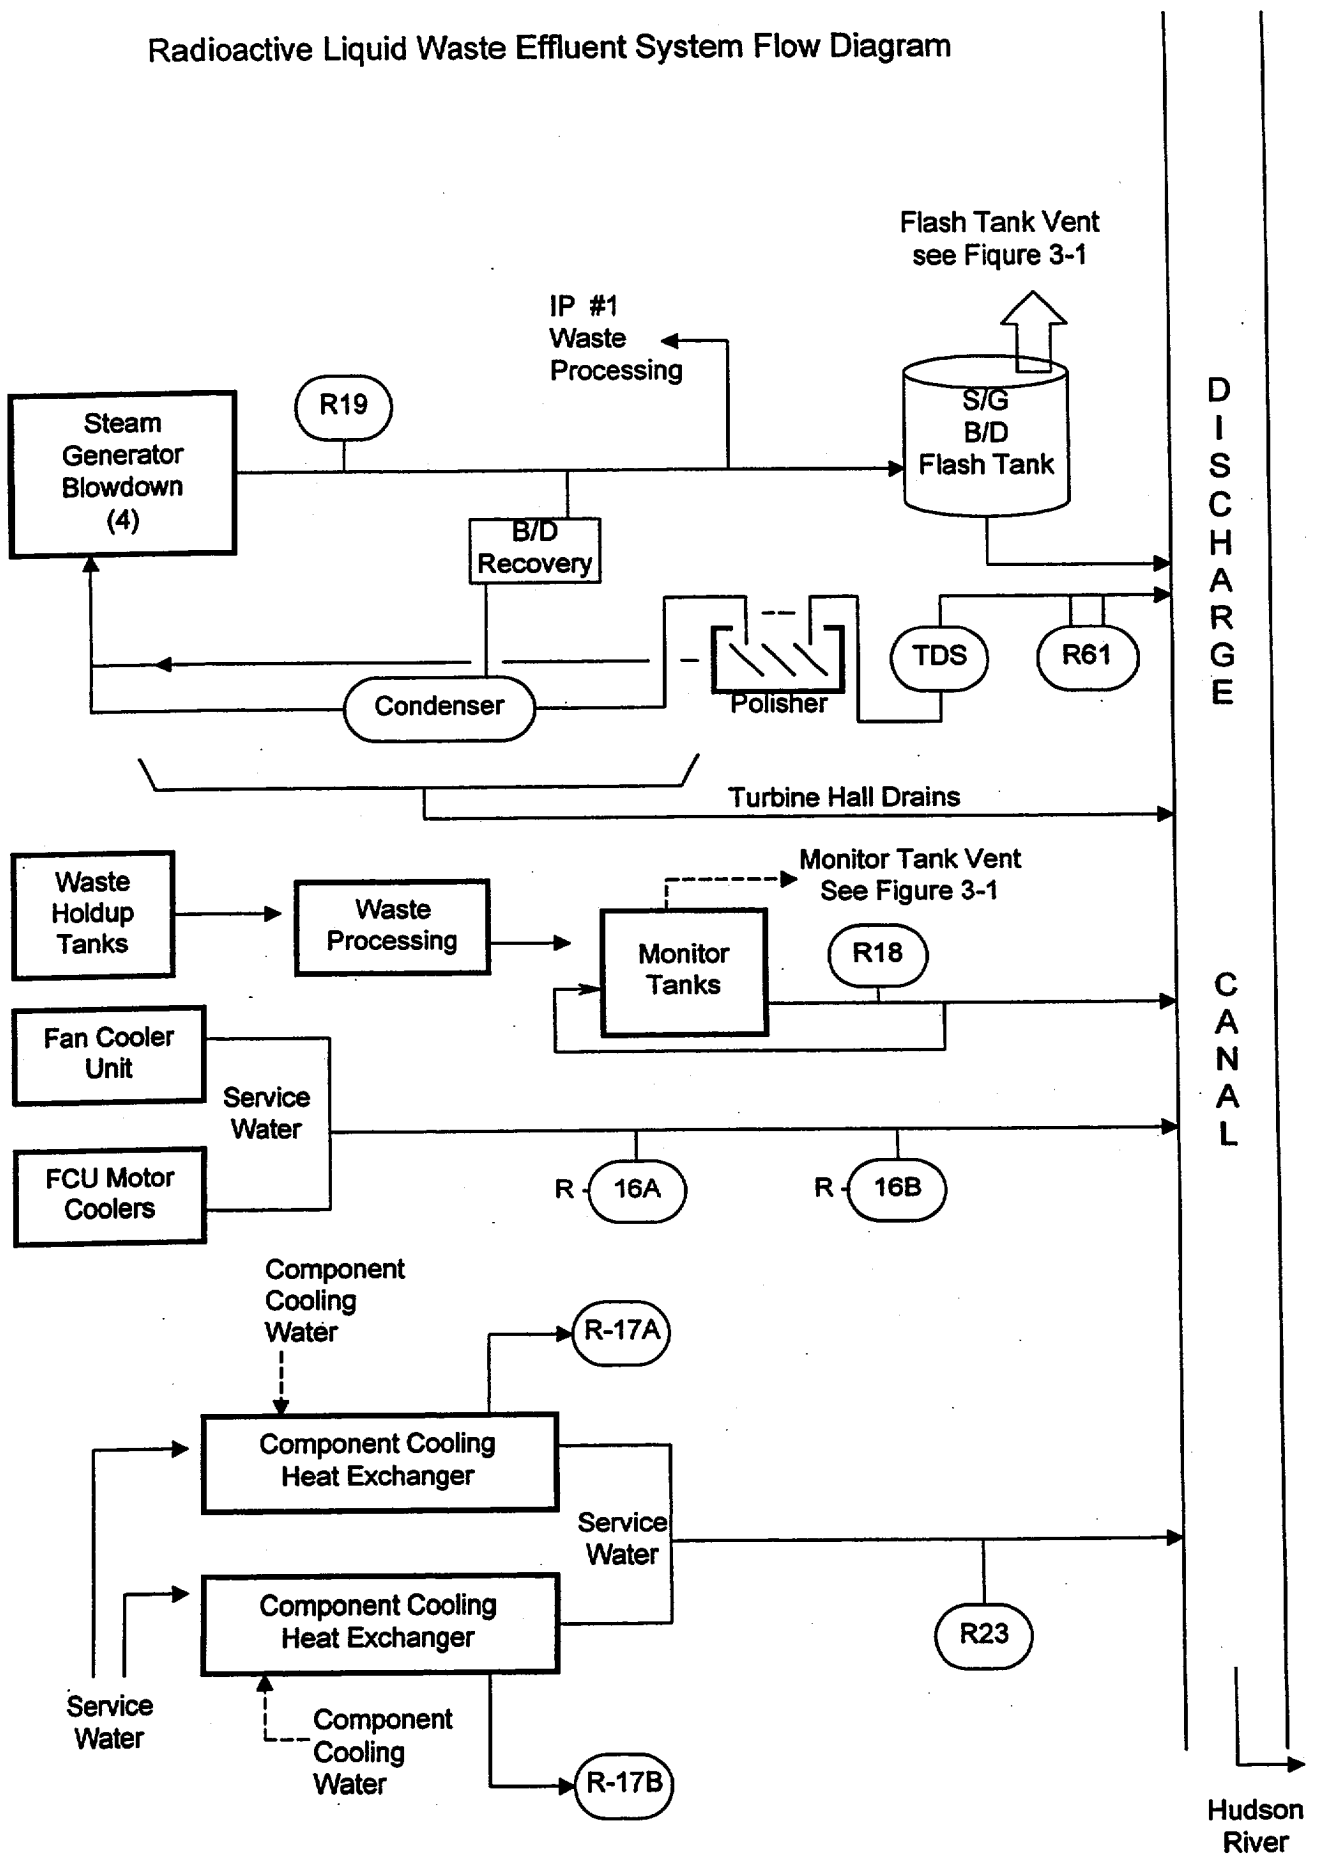 Radioactive Liquid Waste Effluent System Flow Diagram
Flash Tank Vent
see Fiqure 3-1
IP #1
Waste
Processing
R19
Steam
Generator
Blowdown
(4)
S/G
B/D
Flash Tank
B/D
Recovery
TDS
R61
Condenser
Polisher
Turbine Hall Drains
Waste
Holdup
Tanks
Waste
Processing
Monitor Tank Vent
See Figure 3-1
Monitor
Tanks
R18
Fan Cooler
Unit
Service
Water
FCU Motor
Coolers
R - 16A
R - 16B
Component
Cooling
Water
R-17A
Component Cooling
Heat Exchanger
Service
Water
Component Cooling
Heat Exchanger
R23
Service
Water
Component
Cooling
Water
R-17B
DISCHARGE
CANAL
Hudson
River